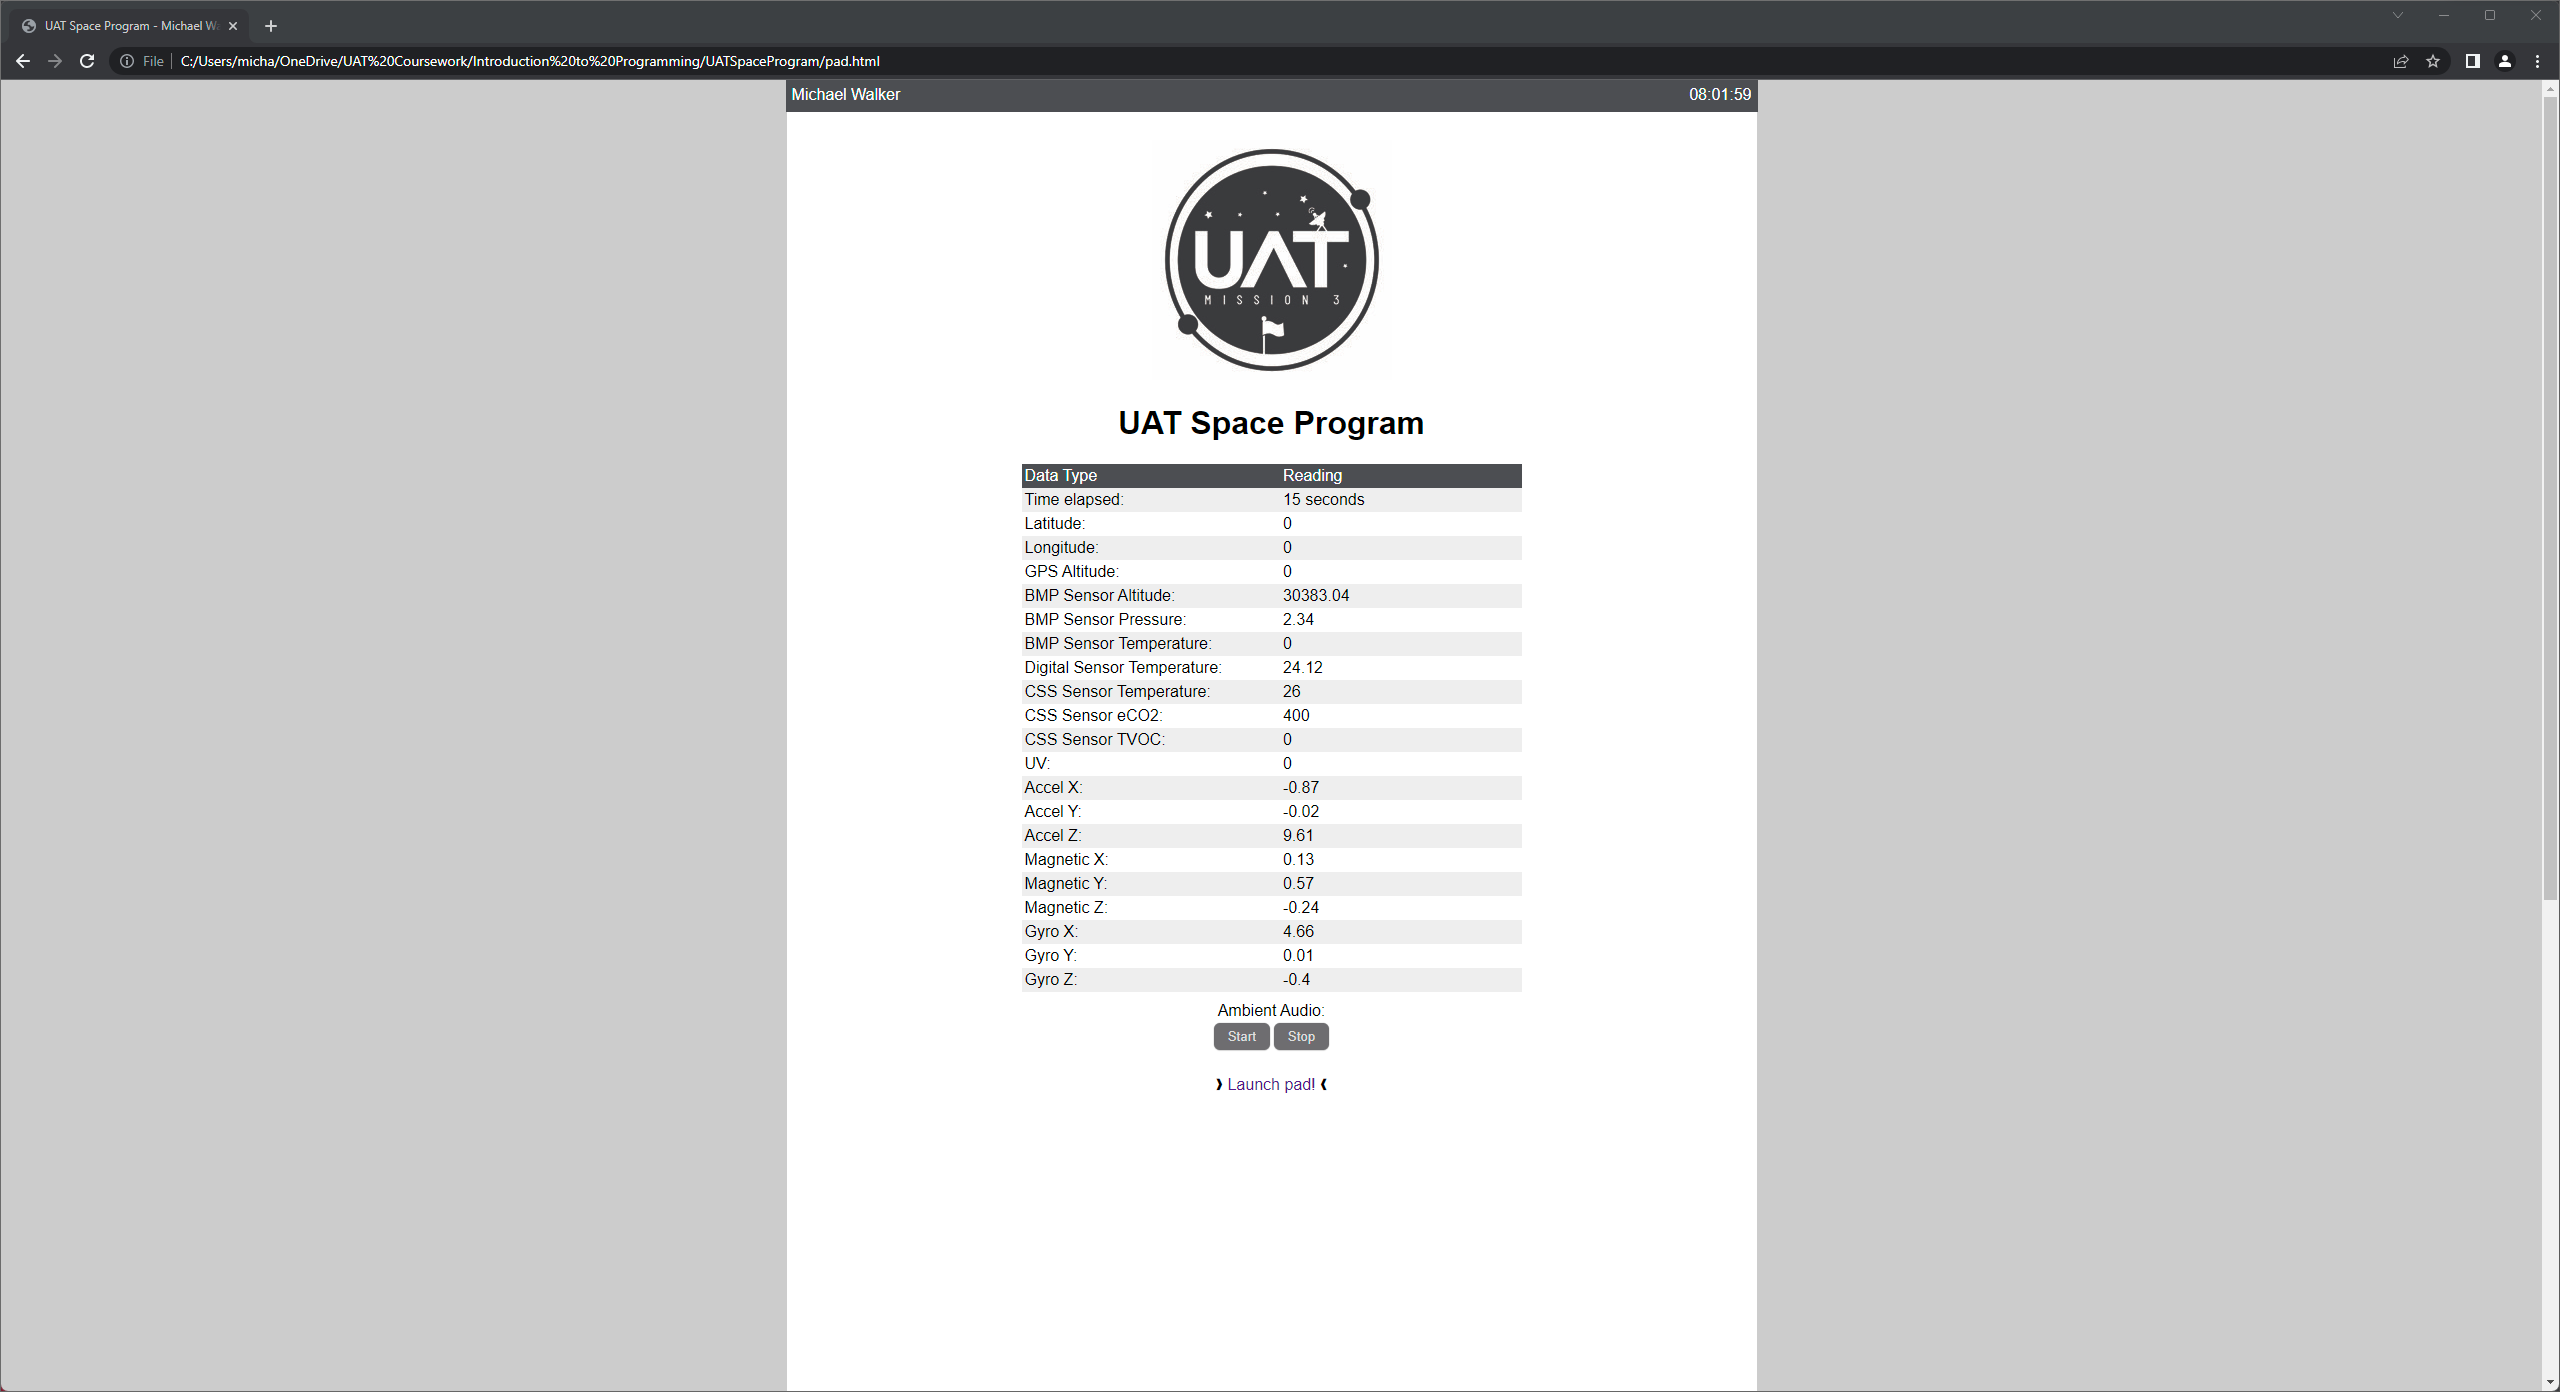 UAT Space Program - Michael W
File C:/Users/micha/OneDrive/UAT%20Coursework/Introduction%20to%20Programming/UATSpaceProgram/pad.html
Michael Walker 08:01:59
UAT
MISSION 3
UAT Space Program
Data Type Reading
Time elapsed: 15 seconds
Latitude: 0
Longitude: 0
GPS Altitude: 0
BMP Sensor Altitude: 30383.04
BMP Sensor Pressure: 2.34
BMP Sensor Temperature: 0
Digital Sensor Temperature: 24.12
CSS Sensor Temperature: 26
CSS Sensor eCO2: 400
CSS Sensor TVOC: 0
UV: 0
Accel X: -0.87
Accel Y: -0.02
Accel Z: 9.61
Magnetic X: 0.13
Magnetic Y: 0.57
Magnetic Z: -0.24
Gyro X: 4.66
Gyro Y: 0.01
Gyro Z: -0.4
Ambient Audio:
Start Stop
❫ Launch pad! ❪